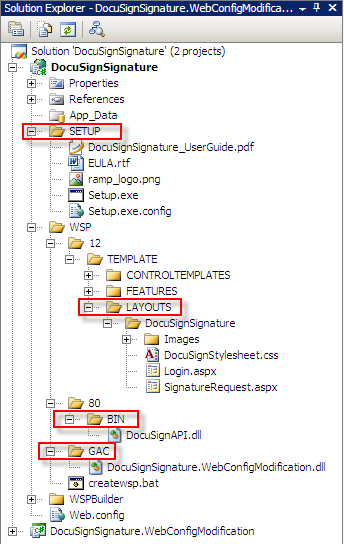 Solution Explorer - DocuSignSignature.WebConfigModifica...
Solution 'DocuSignSignature' (2 projects)
DocuSignSignature
Properties
References
App_Data
SETUP
DocuSignSignature_UserGuide.pdf
EULA.rtf
ramp_logo.png
Setup.exe
Setup.exe.config
WSP
12
TEMPLATE
CONTROLTEMPLATES
FEATURES
LAYOUTS
DocuSignSignature
Images
DocuSignStylesheet.css
Login.aspx
SignatureRequest.aspx
80
BIN
DocuSignAPI.dll
GAC
DocuSignSignature.WebConfigModification.dll
createwsp.bat
WSPBuilder
Web.config
DocuSignSignature.WebConfigModification